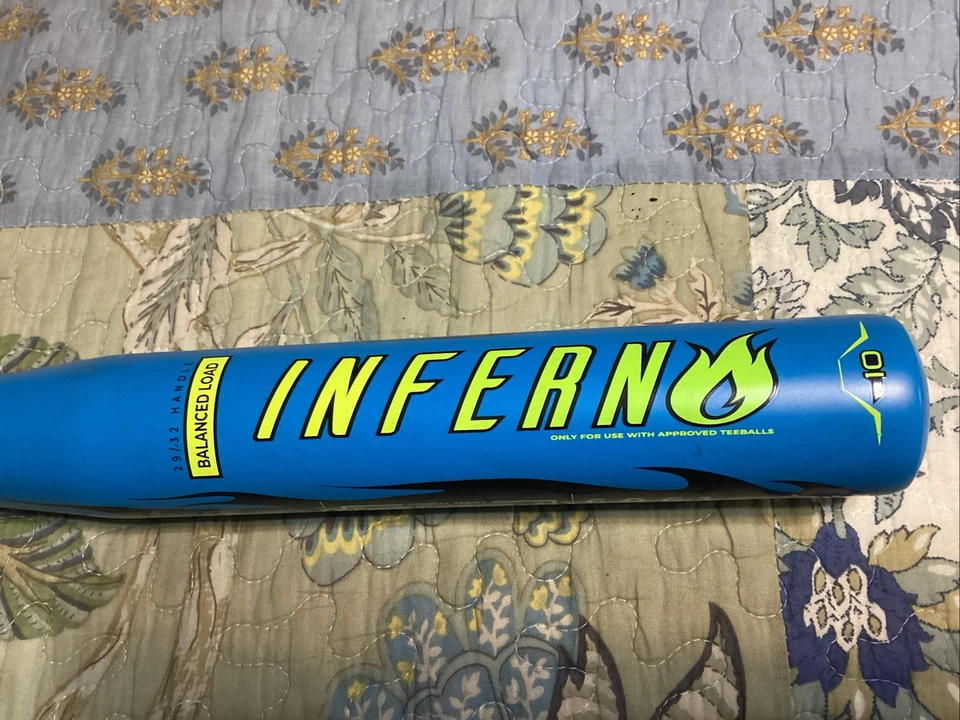 29/32 HANDLE
BALANCED LOAD
INFERNO
ONLY FOR USE WITH APPROVED TEEBALLS
-10